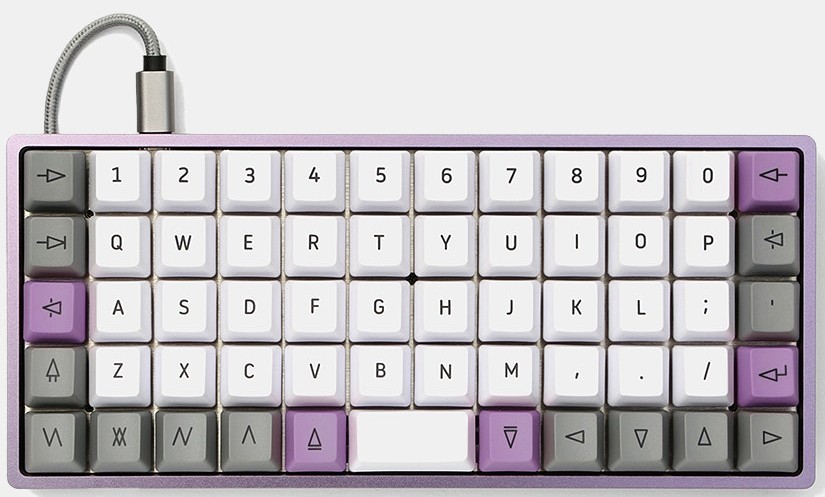 1 2 3 4 5 6 7 8 9 0
Q W E R T Y U I O P
A S D F G H J K L ; '
Z X C V B N M , . /